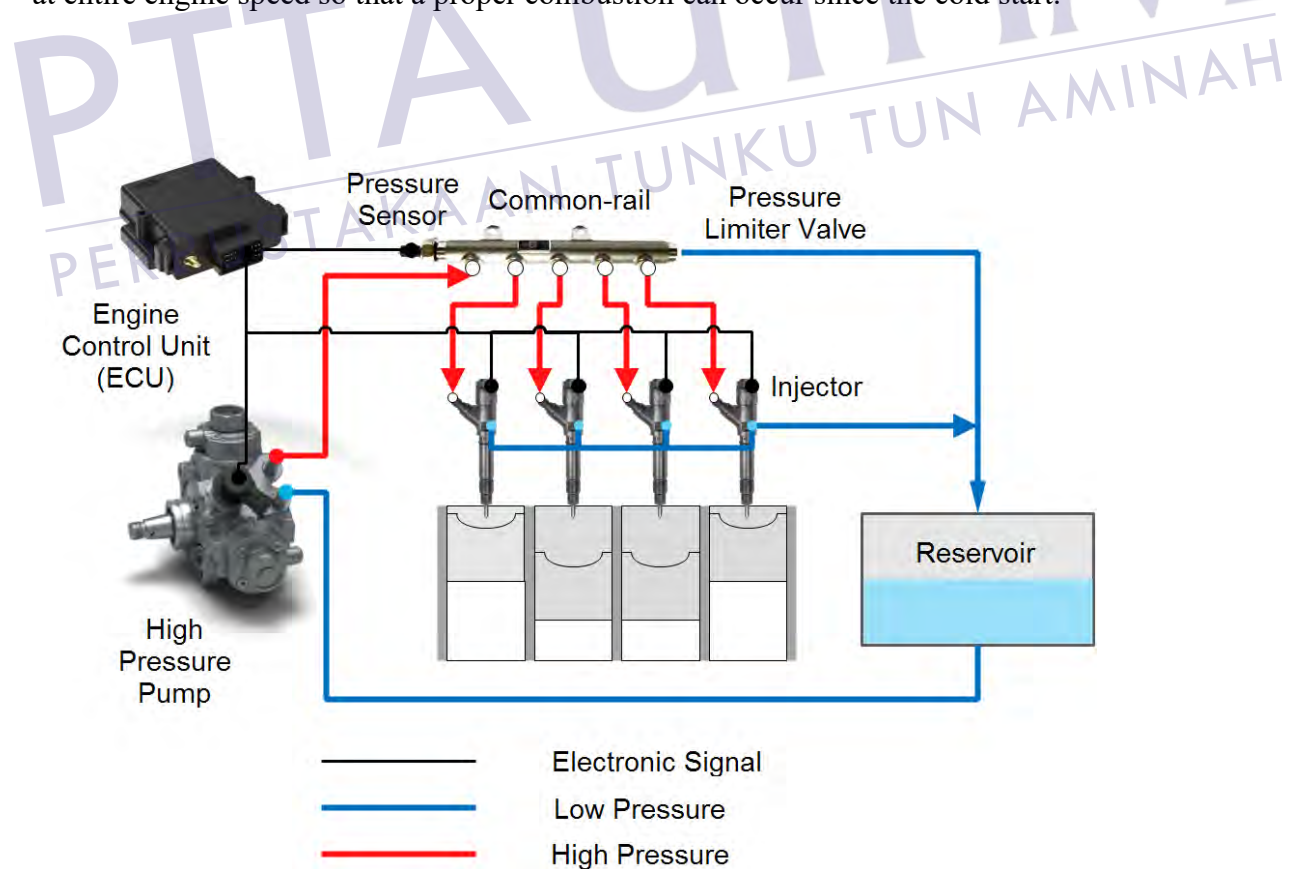 at entire engine speed so that a proper combustion can occur since the cold start.
PTTA UTHM
PERPUSTAKAAN TUNKU TUN AMINAH
Pressure
Sensor
Common-rail
Pressure
Limiter Valve
Engine
Control Unit
(ECU)
Injector
Reservoir
High
Pressure
Pump
Electronic Signal
Low Pressure
High Pressure